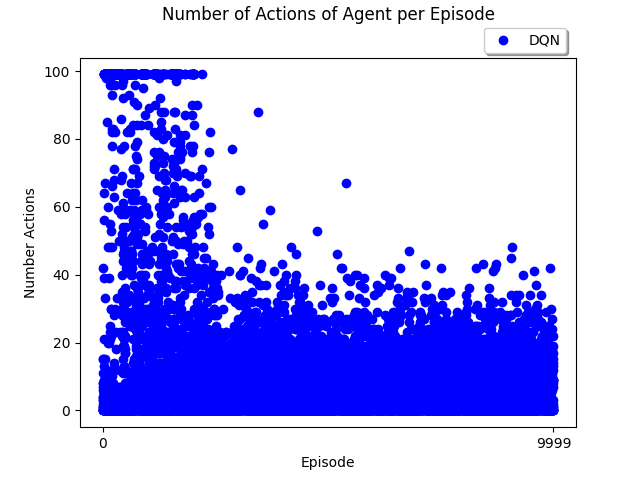 Number of Actions of Agent per Episode
DQN
100
80
60
40
20
0
Number Actions
0
9999
Episode